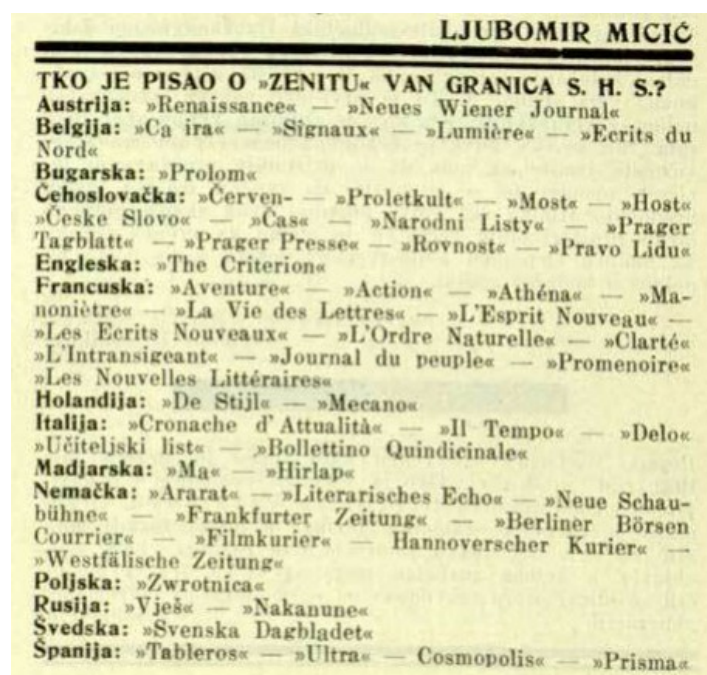 LJUBOMIR MICIĆ
TKO JE PISAO O »ZENITU« VAN GRANICA S. H. S.?
Austrija: »Renaissance« — »Neues Wiener Journal«
Belgija: »Ca ira« — »Signaux« — »Lumière« — »Ecrits du
Nord«
Bugarska: »Prolom«
Čehoslovačka: »Červen- — »Proletkult« — »Most« — »Host«
»Česke Slovo« — »Čas« — »Narodni Listy« — »Prager
Tagblatt« — »Prager Presse« — »Rovnost« — »Pravo Lidu«
Engleska: »The Criterion«
Francuska: »Aventure« — »Action« — »Athéna« — »Ma-
noniètre« — »La Vie des Lettres« — »L'Esprit Nouveau« —
»Les Ecrits Nouveaux« — »L'Ordre Naturelle« — »Clarté«
»L'Intransigeant« — »Journal du peuple« — »Promenoire«
»Les Nouvelles Littéraires«
Holandija: »De Stijl« — »Mecano«
Italija: »Cronache d'Attualità« — »Il Tempo« — »Delo«
»Učiteljski list« — »Bollettino Quindicinale«
Madjarska: »Ma« — »Hirlap«
Nemačka: »Ararat« — »Literarisches Echo« — »Neue Schau-
bühne« — »Frankfurter Zeitung« — »Berliner Börsen
Courrier« — »Filmkurier« — Hannoverscher Kurier« —
»Westfälische Zeitung«
Poljska: »Zwrotnica«
Rusija: »Vješ« — »Nakanune«
Švedska: »Svenska Dagbladet«
Španija: »Tableros« — »Ultra« — Cosmopolis« — »Prisma«